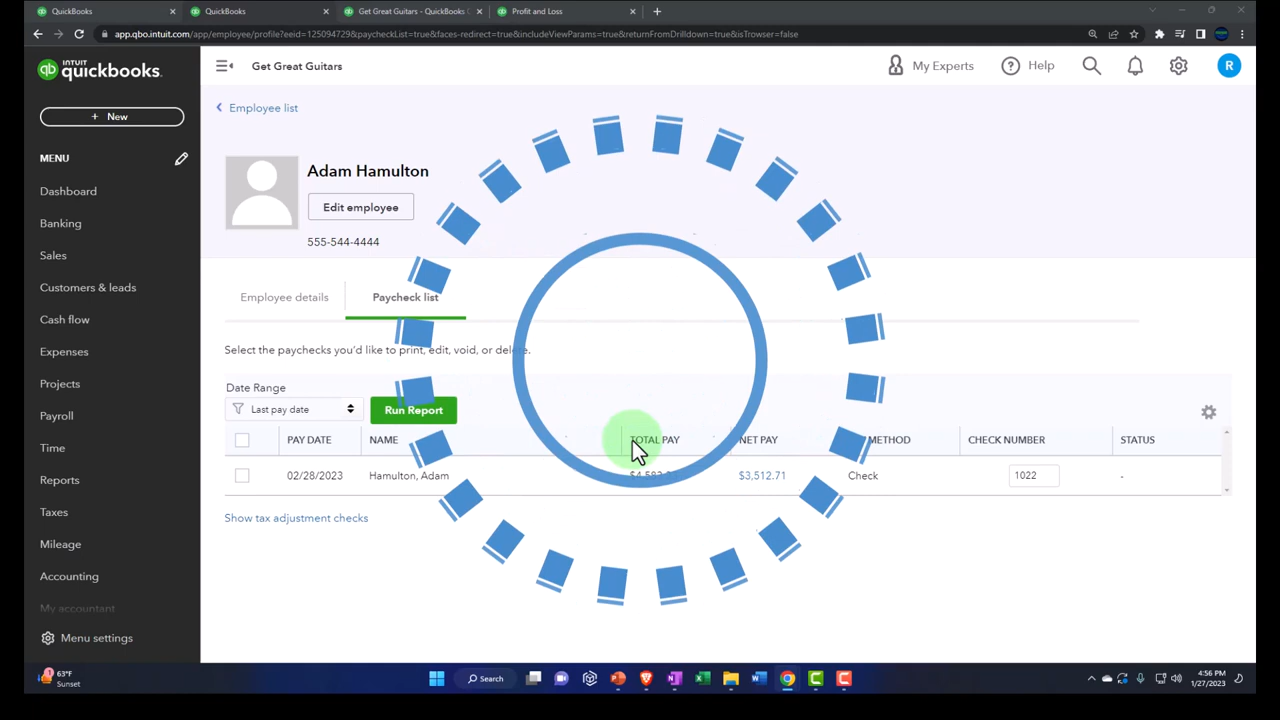 QuickBooks
QuickBooks
Get Great Guitars - QuickBooks
Profit and Loss
app.qbo.intuit.com/app/employee/profile?eeid=125094729&paycheckList=true&faces-redirect=true&includeViewParams=true&returnFromDrilldown=true&isTrowser=false
INTUIT
quickbooks.
Get Great Guitars
My Experts
Help
R
+ New
Employee list
MENU
Adam Hamulton
Dashboard
Edit employee
Banking
555-544-4444
Sales
Customers & leads
Employee details
Paycheck list
Cash flow
Expenses
Select the paychecks you'd like to print, edit, void, or delete.
Projects
Date Range
Payroll
Last pay date
Run Report
Time
PAY DATE
NAME
TOTAL PAY
NET PAY
METHOD
CHECK NUMBER
STATUS
Reports
02/28/2023
Hamulton, Adam
$3,512.71
Check
1022
-
Taxes
Show tax adjustment checks
Mileage
Accounting
My accountant
Menu settings
1
63°F
Sunset
Search
4:56 PM
1/27/2023